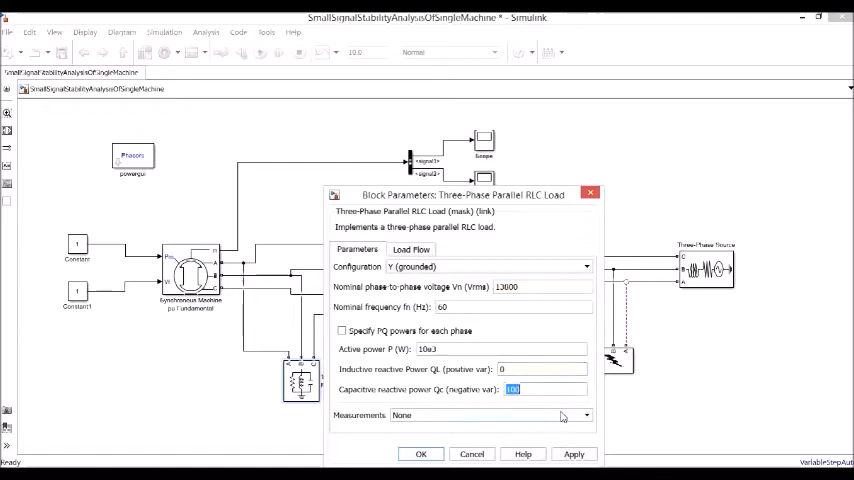 SmallSignalStabilityAnalysisOfSingleMachine * - Simulink
File Edit View Display Diagram Simulation Analysis Code Tools Help
10.0 Normal
SmallSignalStabilityAnalysisOfSingleMachine
SmallSignalStabilityAnalysisOfSingleMachine
Phasors
powergui
<signal1>
<signal2>
Scope
Block Parameters: Three-Phase Parallel RLC Load
Three-Phase Parallel RLC Load (mask) (link)
Implements a three-phase parallel RLC load.
Parameters Load Flow
Configuration Y (grounded)
Nominal phase-to-phase voltage Vn (Vrms) 13800
Nominal frequency fn (Hz): 60
Specify PQ powers for each phase
Active power P (W): 10e3
Inductive reactive Power QL (positive var): 0
Capacitive reactive power Qc (negative var): 100
Measurements None
OK Cancel Help Apply
1
Constant
1
Constant1
Pm
Vf
m
A
B
C
Synchronous Machine
pu Fundamental
A B C
Three-Phase Source
C
B
A
B A
Ready
VariableStepAut